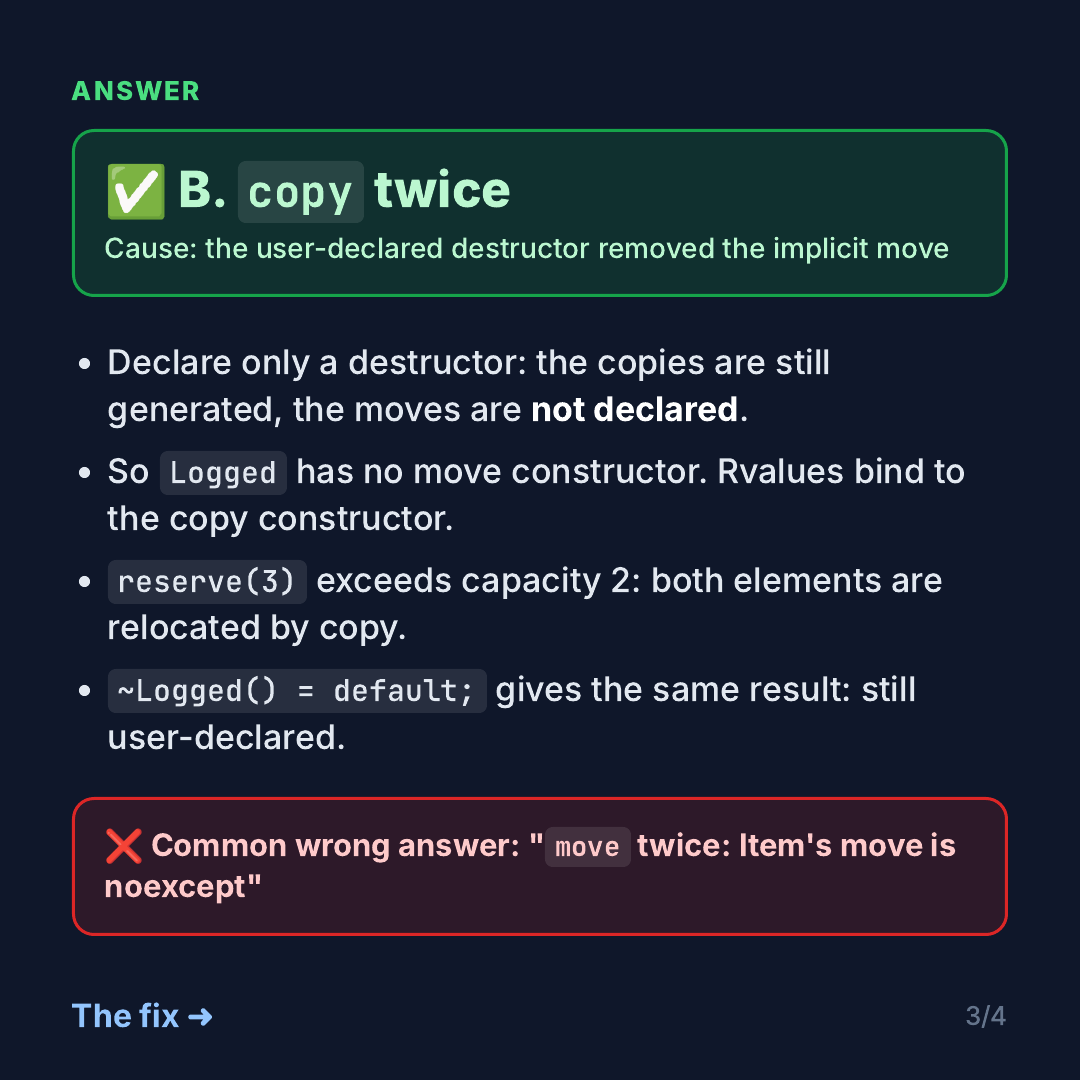 ANSWER
✅ B. copy twice
Cause: the user-declared destructor removed the implicit move
• Declare only a destructor: the copies are still
generated, the moves are not declared.
• So Logged has no move constructor. Rvalues bind to
the copy constructor.
• reserve(3) exceeds capacity 2: both elements are
relocated by copy.
• ~Logged() = default; gives the same result: still
user-declared.
❌ Common wrong answer: "move twice: Item's move is
noexcept"
The fix ➜
3/4